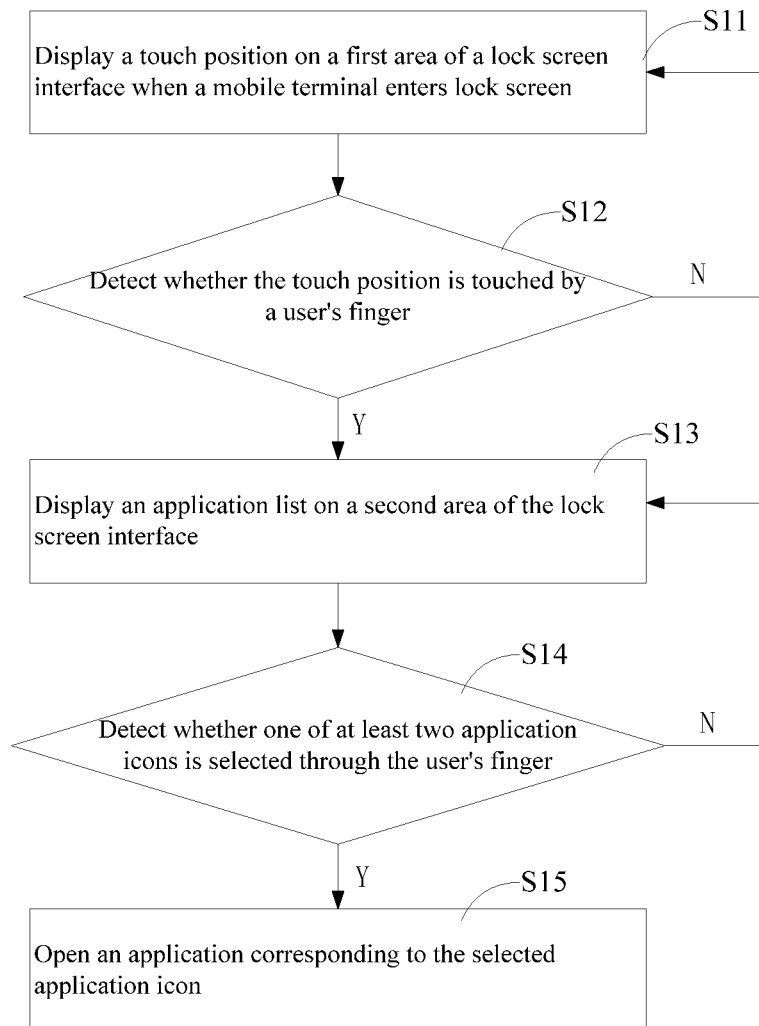 S11
Display a touch position on a first area of a lock screen
interface when a mobile terminal enters lock screen
S12
Detect whether the touch position is touched by
a user's finger
N
Y
S13
Display an application list on a second area of the lock
screen interface
S14
Detect whether one of at least two application
icons is selected through the user's finger
N
Y
S15
Open an application corresponding to the selected
application icon